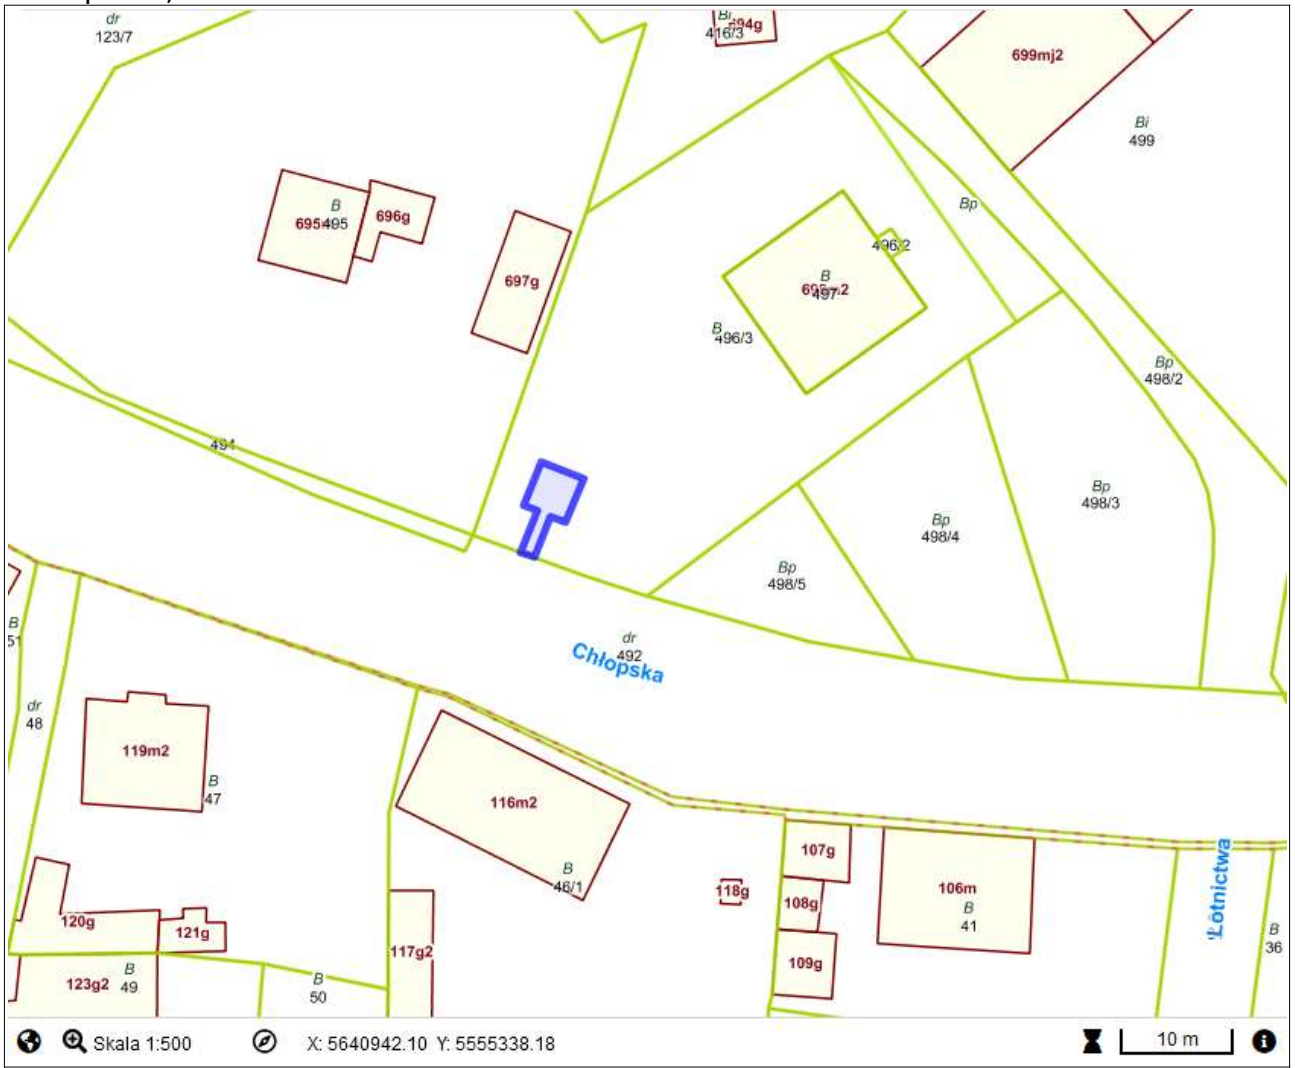 dr
123/7
Bi
416/3
694g
699mj2
Bi
499
B
495
696g
697g
Bp
496/2
B
497
B
496/3
Bp
498/2
494
Bp
498/3
Bp
498/4
Bp
498/5
dr
492
Chłopska
B
51
dr
48
119m2
B
47
116m2
B
46/1
107g
118g
108g
106m
B
41
109g
B
36
120g
121g
117g2
123g2
B
49
B
50
Skala 1:500
X: 5640942.10 Y: 5555338.18
10 m